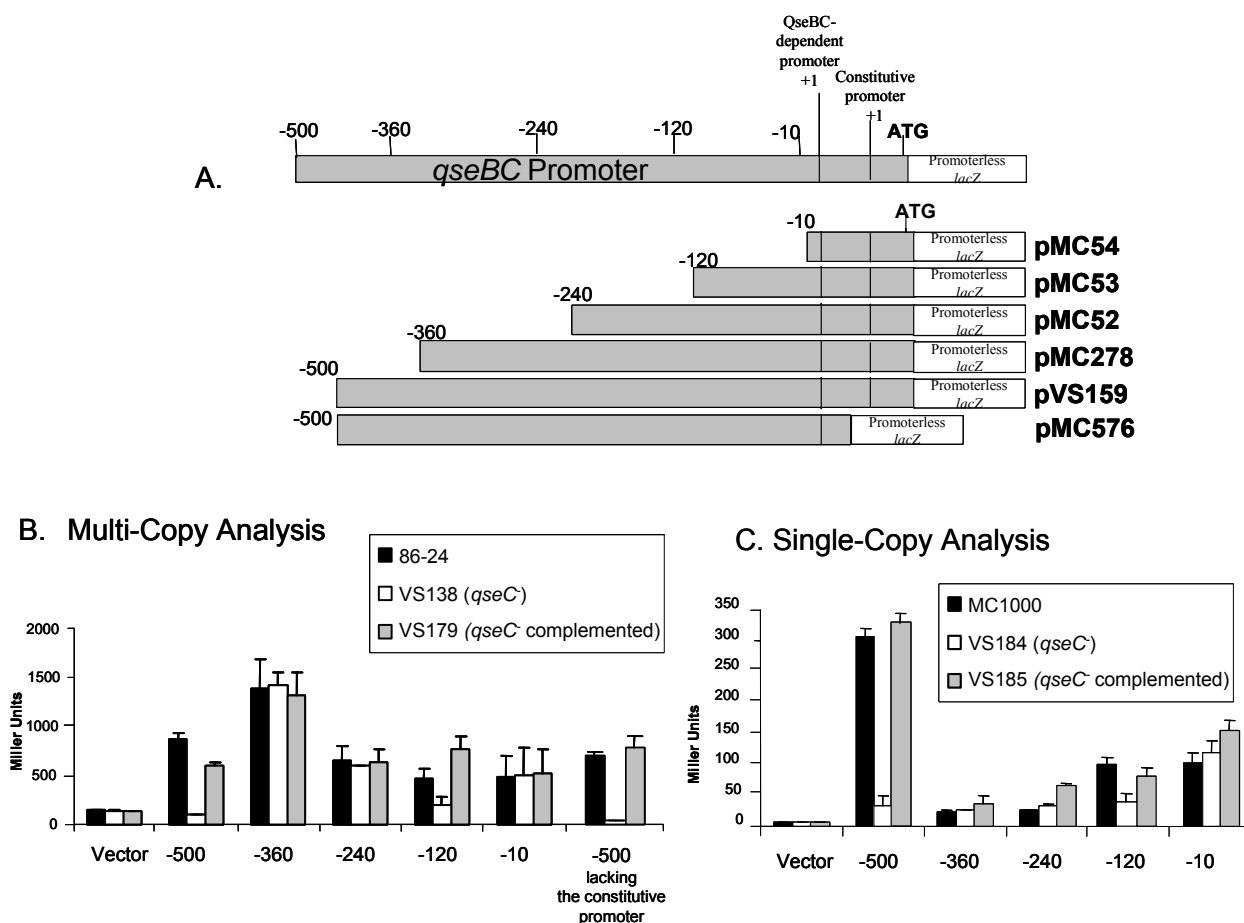 QseBC-
dependent
promoter
+1
Constitutive
promoter
+1
-500
-360
-240
-120
-10
ATG
A.
qseBC Promoter
Promoterless
lacZ
ATG
-10
Promoterless
lacZ
pMC54
-120
Promoterless
lacZ
pMC53
-240
Promoterless
lacZ
pMC52
-360
Promoterless
lacZ
pMC278
-500
Promoterless
lacZ
pVS159
-500
Promoterless
lacZ
pMC576
B. Multi-Copy Analysis
86-24
VS138 (qseC-)
VS179 (qseC- complemented)
Miller Units
2000
1500
1000
500
0
Vector
-500
-360
-240
-120
-10
-500
lacking
the constitutive
promoter
C. Single-Copy Analysis
MC1000
VS184 (qseC-)
VS185 (qseC- complemented)
Miller Units
350
300
250
200
150
100
50
0
Vector
-500
-360
-240
-120
-10